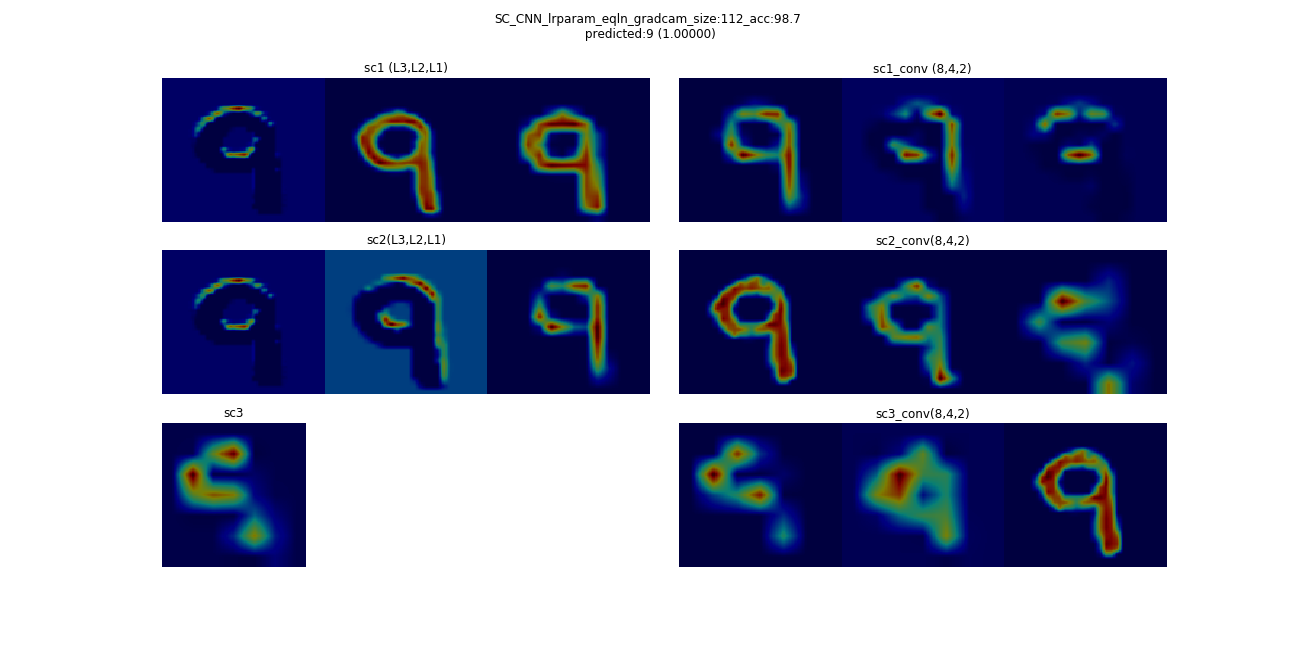 SC_CNN_lrparam_eqln_gradcam_size:112_acc:98.7
predicted:9 (1.00000)
sc1 (L3,L2,L1)
sc1_conv (8,4,2)
sc2(L3,L2,L1)
sc2_conv(8,4,2)
sc3
sc3_conv(8,4,2)